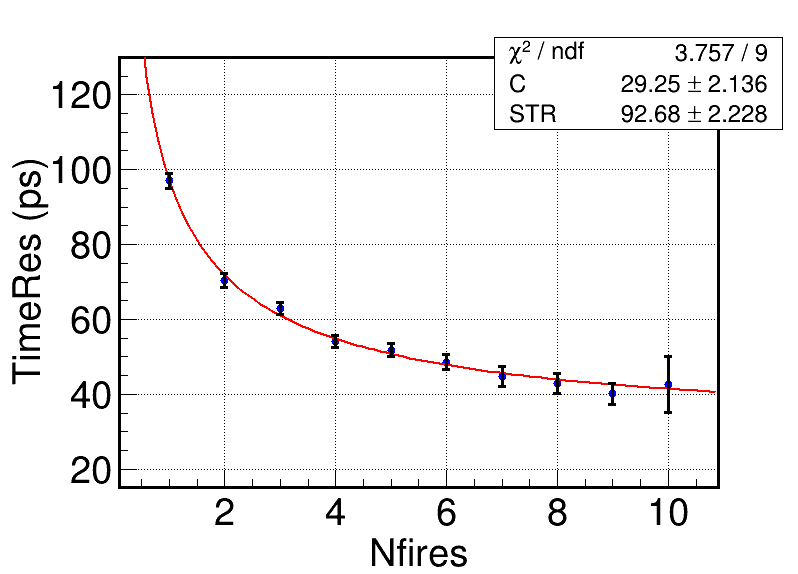 χ² / ndf 3.757 / 9
C 29.25 ± 2.136
STR 92.68 ± 2.228
TimeRes (ps)
120
100
80
60
40
20
2 4 6 8 10
Nfires